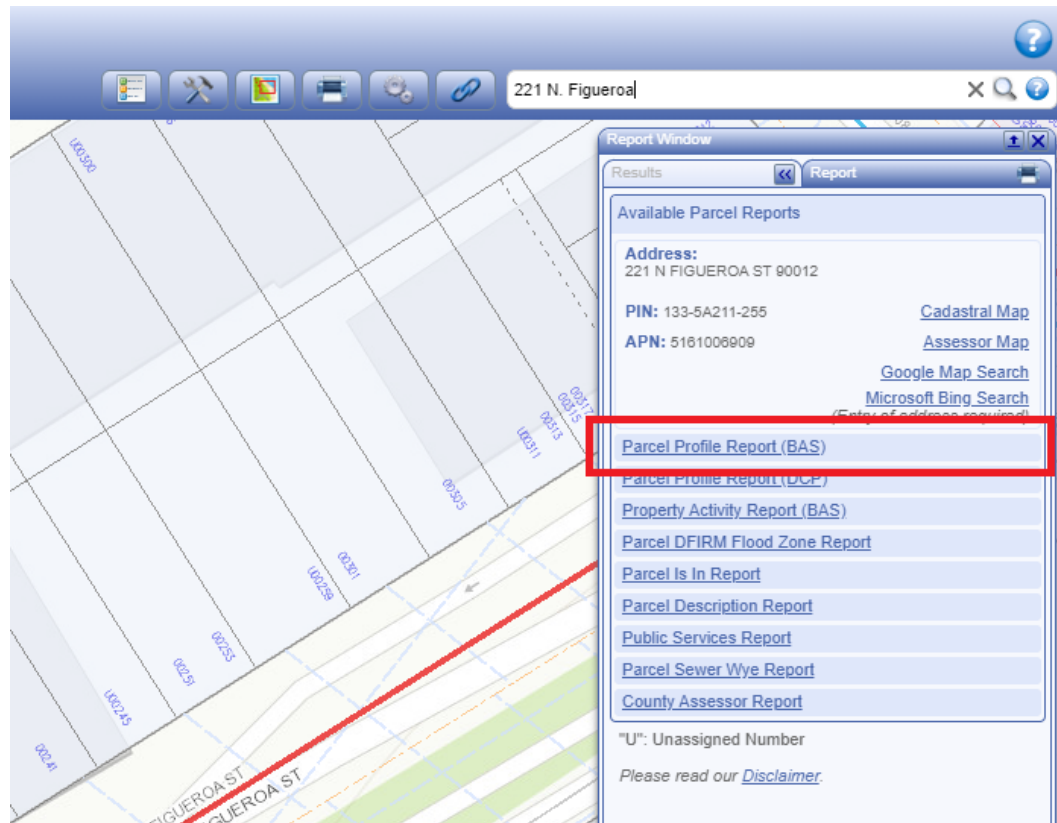 221 N. Figueroa
Report Window
Results
Report
Available Parcel Reports
Address:
221 N FIGUEROA ST 90012
PIN: 133-5A211-255 Cadastral Map
APN: 5161006909 Assessor Map
Google Map Search
Microsoft Bing Search
(Entry of address required)
Parcel Profile Report (BAS)
Parcel Profile Report (DCP)
Property Activity Report (BAS)
Parcel DFIRM Flood Zone Report
Parcel Is In Report
Parcel Description Report
Public Services Report
Parcel Sewer Wye Report
County Assessor Report
"U": Unassigned Number
Please read our Disclaimer.
U00300
00317
00315
00313
U00311
00305
00301
U00259
00253
00251
U00245
00241
FIGUEROA ST
FIGUEROA ST